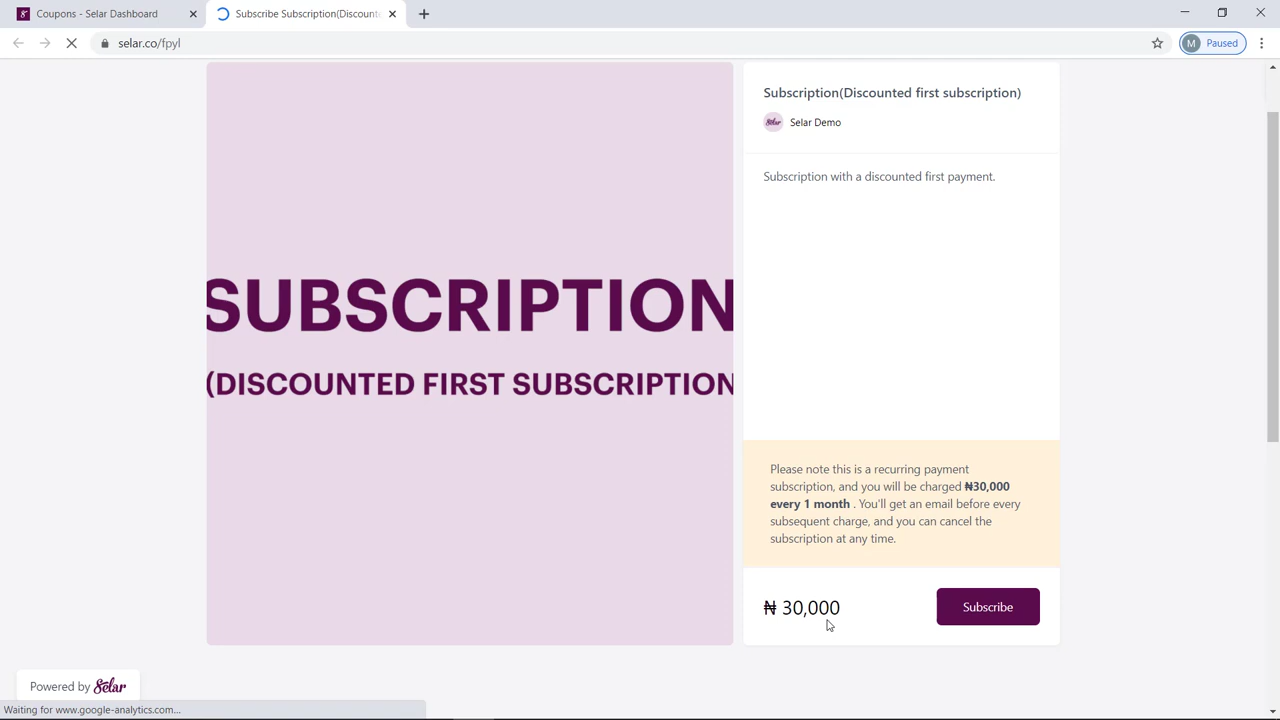 Coupons - Selar Dashboard
Subscribe Subscription(Discount
selar.co/fpyl
M Paused
Subscription(Discounted first subscription)
Selar Selar Demo
Subscription with a discounted first payment.
SUBSCRIPTION
(DISCOUNTED FIRST SUBSCRIPTION
Please note this is a recurring payment
subscription, and you will be charged ₦30,000
every 1 month . You'll get an email before every
subsequent charge, and you can cancel the
subscription at any time.
₦ 30,000
Subscribe
Powered by Selar
Waiting for www.google-analytics.com...